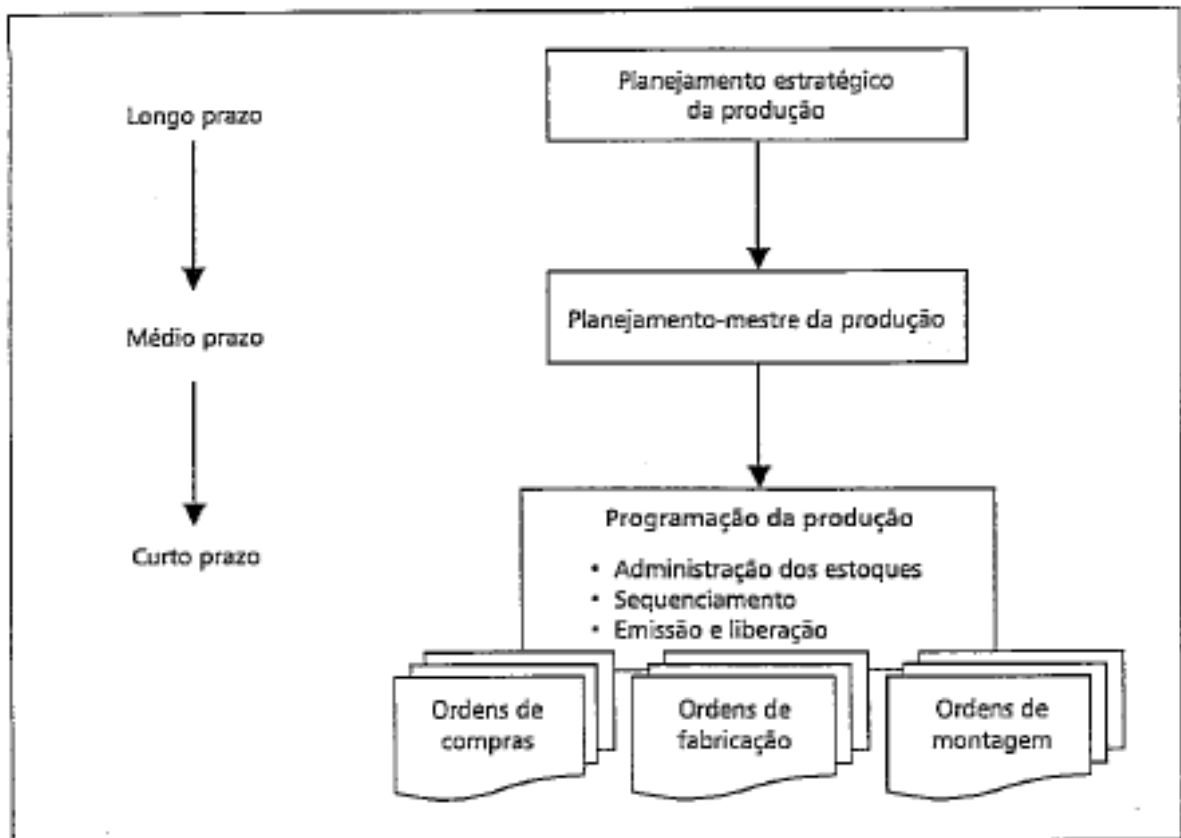 Longo prazo
Planejamento estratégico
da produção
Médio prazo
Planejamento-mestre da produção
Curto prazo
Programação da produção
• Administração dos estoques
• Sequenciamento
• Emissão e liberação
Ordens de
compras
Ordens de
fabricação
Ordens de
montagem